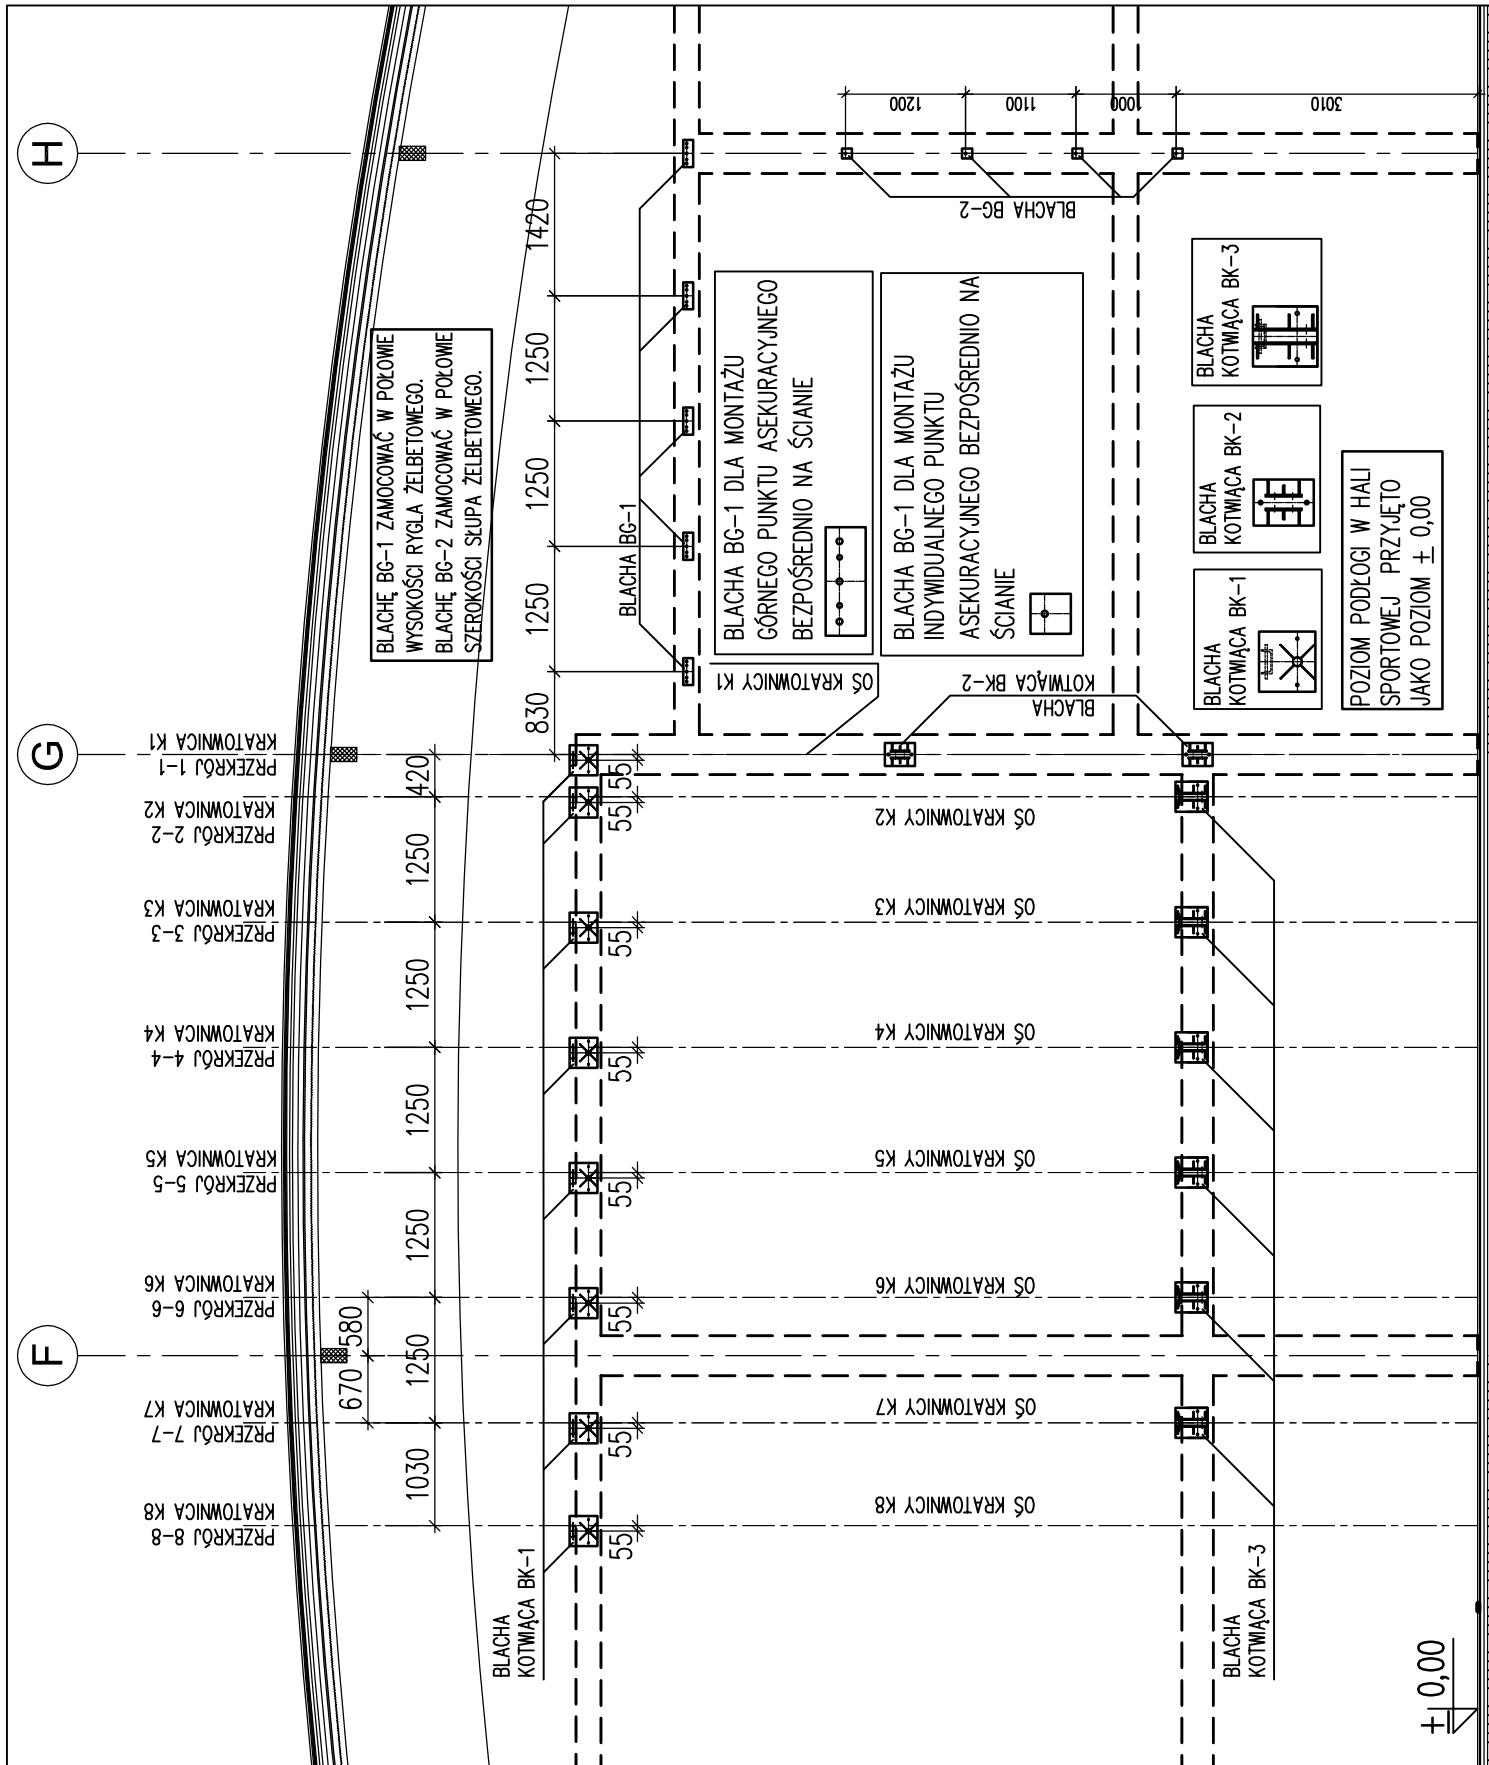 H
G
F
1200
1100
1000
3010
BLACHA BG-2
1420
1250
1250
1250
830
BLACHĘ BG-1 ZAMOCOWAĆ W POŁOWIE
WYSOKOŚCI RYGLA ŻELBETOWEGO.
BLACHĘ BG-2 ZAMOCOWAĆ W POŁOWIE
SZEROKOŚCI SŁUPA ŻELBETOWEGO.
BLACHA BG-1
BLACHA BG-1 DLA MONTAŻU
GÓRNEGO PUNKTU ASEKURACYJNEGO
BEZPOŚREDNIO NA ŚCIANIE
BLACHA BG-1 DLA MONTAŻU
INDYWIDUALNEGO PUNKTU
ASEKURACYJNEGO BEZPOŚREDNIO NA
ŚCIANIE
BLACHA
KOTWIĄCA BK-3
BLACHA
KOTWIĄCA BK-2
BLACHA
KOTWIĄCA BK-1
POZIOM PODŁOGI W HALI
SPORTOWEJ PRZYJĘTO
JAKO POZIOM ± 0,00
OŚ KRATOWNICY K1
BLACHA
KOTWIĄCA BK-2
PRZEKRÓJ 1-1
KRATOWNICA K1
PRZEKRÓJ 2-2
KRATOWNICA K2
PRZEKRÓJ 3-3
KRATOWNICA K3
PRZEKRÓJ 4-4
KRATOWNICA K4
PRZEKRÓJ 5-5
KRATOWNICA K5
PRZEKRÓJ 6-6
KRATOWNICA K6
PRZEKRÓJ 7-7
KRATOWNICA K7
PRZEKRÓJ 8-8
KRATOWNICA K8
420
1250
1250
1250
1250
1250
1030
580
670
55
55
55
55
55
55
55
55
OŚ KRATOWNICY K2
OŚ KRATOWNICY K3
OŚ KRATOWNICY K4
OŚ KRATOWNICY K5
OŚ KRATOWNICY K6
OŚ KRATOWNICY K7
OŚ KRATOWNICY K8
BLACHA
KOTWIĄCA BK-1
BLACHA
KOTWIĄCA BK-3
± 0,00